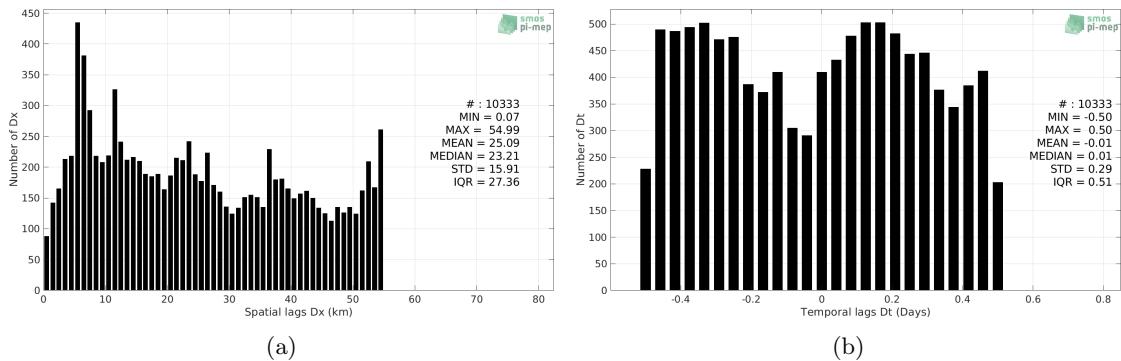 450
400
350
300
250
200
150
100
50
0
Number of Dx
0
10
20
30
40
50
60
70
80
Spatial lags Dx (km)
smos
pi-mep
# : 10333
MIN = 0.07
MAX = 54.99
MEAN = 25.09
MEDIAN = 23.21
STD = 15.91
IQR = 27.36
(a)
500
450
400
350
300
250
200
150
100
50
0
Number of Dt
-0.4
-0.2
0
0.2
0.4
0.6
0.8
Temporal lags Dt (Days)
smos
pi-mep
# : 10333
MIN = -0.50
MAX = 0.50
MEAN = -0.01
MEDIAN = 0.01
STD = 0.29
IQR = 0.51
(b)